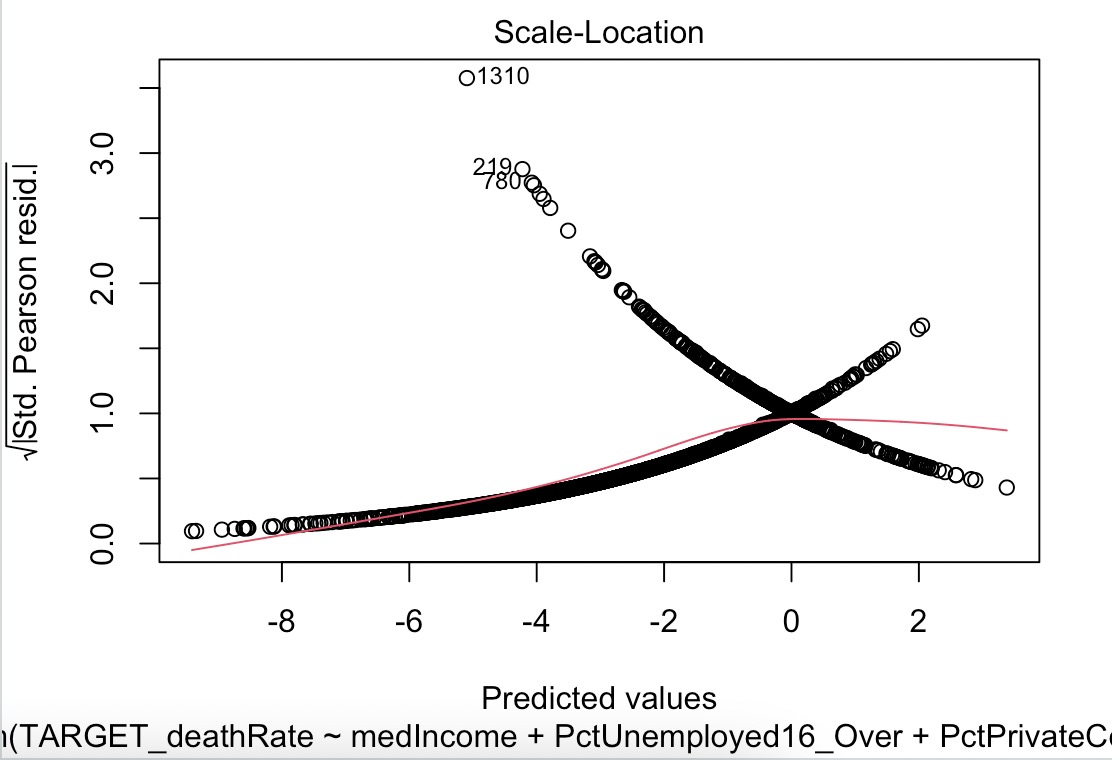 Scale-Location
1310
219
780
3.0
2.0
1.0
0.0
√|Std. Pearson resid.|
-8 -6 -4 -2 0 2
Predicted values
(TARGET_deathRate ~ medIncome + PctUnemployed16_Over + PctPrivateCo